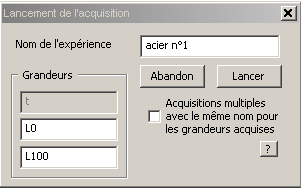 Lancement de l'acquisition
Nom de l'expérience
acier n°1
Grandeurs
Abandon
Lancer
t
Acquisitions multiples
avec le même nom pour
les grandeurs acquises
L0
L100
?